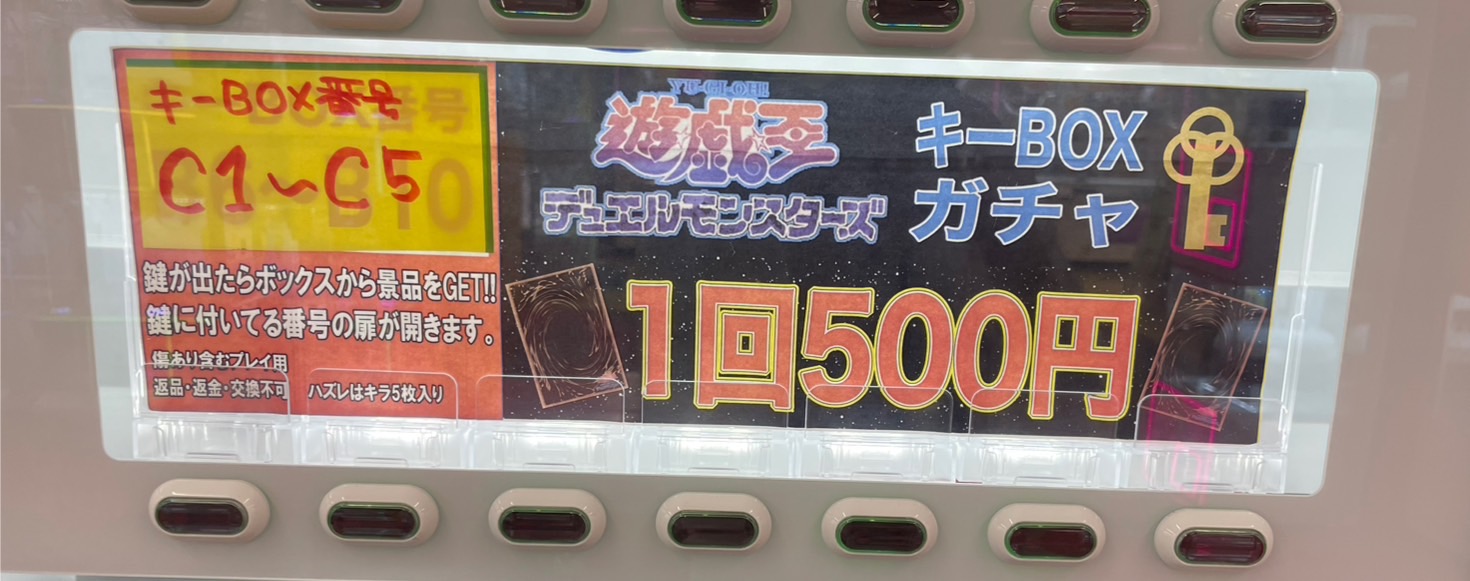 キーBOX番号
C1〜C5
鍵が出たらボックスから景品をGET!!
鍵に付いてる番号の扉が開きます。
傷あり含むプレイ用
返品・返金・交換不可
ハズレはキラ5枚入り
YU-GI-OH!
遊戯王
デュエルモンスターズ
キーBOX
ガチャ
1回500円